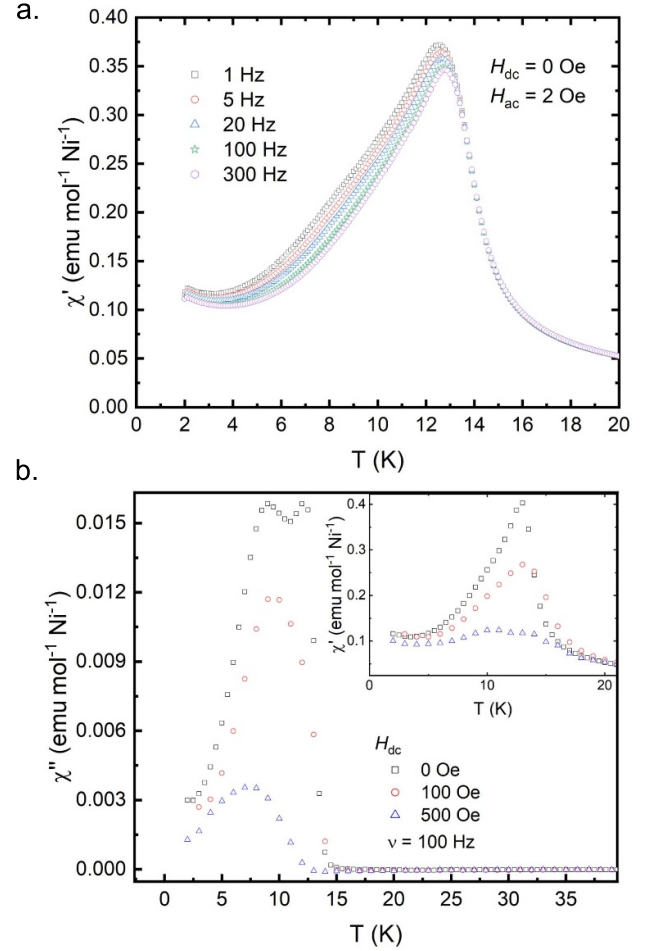 a.
0.40
0.35
0.30
0.25
0.20
0.15
0.10
0.05
0.00
χ' (emu mol⁻¹ Ni⁻¹)
1 Hz
5 Hz
20 Hz
100 Hz
300 Hz
H_dc = 0 Oe
H_ac = 2 Oe
0 2 4 6 8 10 12 14 16 18 20
T (K)
b.
0.015
0.012
0.009
0.006
0.003
0.000
χ'' (emu mol⁻¹ Ni⁻¹)
0.4
0.3
0.2
0.1
χ' (emu mol⁻¹ Ni⁻¹)
0 10 20
T (K)
H_dc
0 Oe
100 Oe
500 Oe
ν = 100 Hz
0 5 10 15 20 25 30 35
T (K)